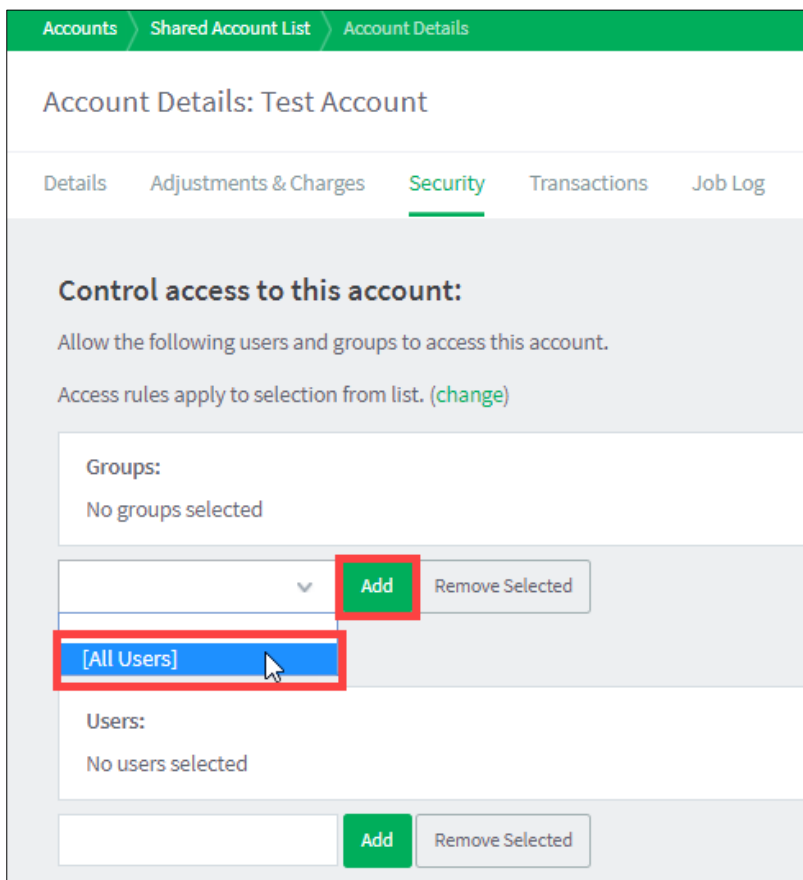 Accounts Shared Account List Account Details
Account Details: Test Account
Details Adjustments & Charges Security Transactions Job Log
Control access to this account:
Allow the following users and groups to access this account.
Access rules apply to selection from list. (change)
Groups:
No groups selected
Add Remove Selected
[All Users]
Users:
No users selected
Add Remove Selected